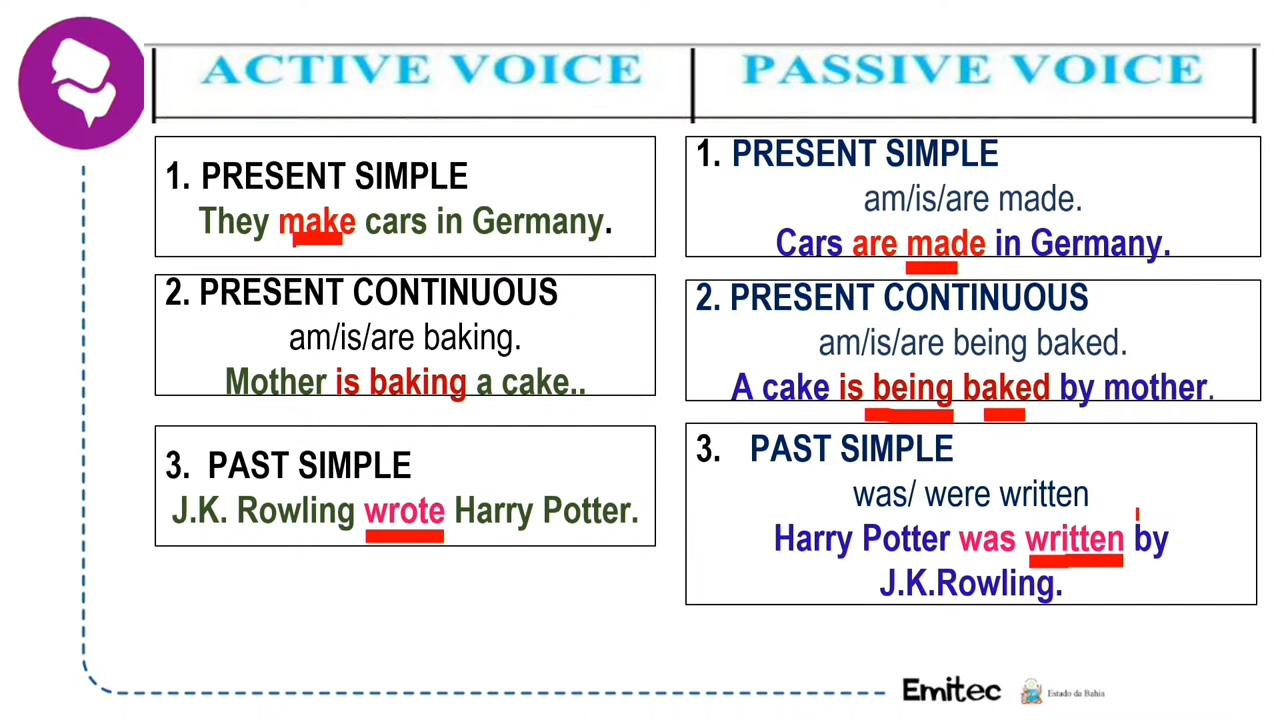 ACTIVE VOICE
PASSIVE VOICE
1. PRESENT SIMPLE
They make cars in Germany.
1. PRESENT SIMPLE
am/is/are made.
Cars are made in Germany.
2. PRESENT CONTINUOUS
am/is/are baking.
Mother is baking a cake..
2. PRESENT CONTINUOUS
am/is/are being baked.
A cake is being baked by mother.
3. PAST SIMPLE
J.K. Rowling wrote Harry Potter.
3. PAST SIMPLE
was/ were written
Harry Potter was written by
J.K.Rowling.
Emitec
Estado da Bahia